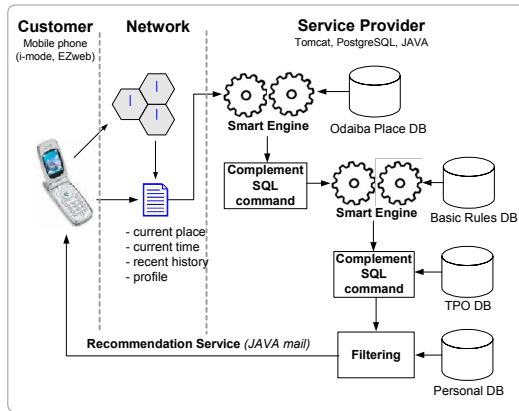 Customer
Mobile phone
(i-mode, EZweb)
Network
Service Provider
Tomcat, PostgreSQL, JAVA
I
I
I
Smart Engine
Odaiba Place DB
Complement
SQL
command
Smart Engine
Basic Rules DB
- current place
- current time
- recent history
- profile
Complement
SQL
command
TPO DB
Recommendation Service (JAVA mail)
Filtering
Personal DB